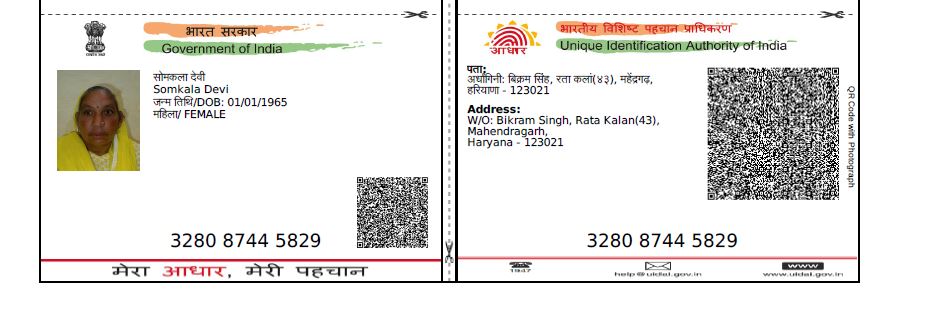 भारत सरकार
Government of India
सोमकला देवी
Somkala Devi
जन्म तिथि/DOB: 01/01/1965
महिला/ FEMALE
3280 8744 5829
मेरा आधार, मेरी पहचान
भारतीय विशिष्ट पहचान प्राधिकरण
Unique Identification Authority of India
आधार
पता:
अर्धांगिनी: बिक्रम सिंह, रता कलां(४३), महेंद्रगढ़,
हरियाणा - 123021
Address:
W/O: Bikram Singh, Rata Kalan(43),
Mahendragarh,
Haryana - 123021
QR Code with Photograph
3280 8744 5829
1947
help@uidai.gov.in
www
www.uidai.gov.in